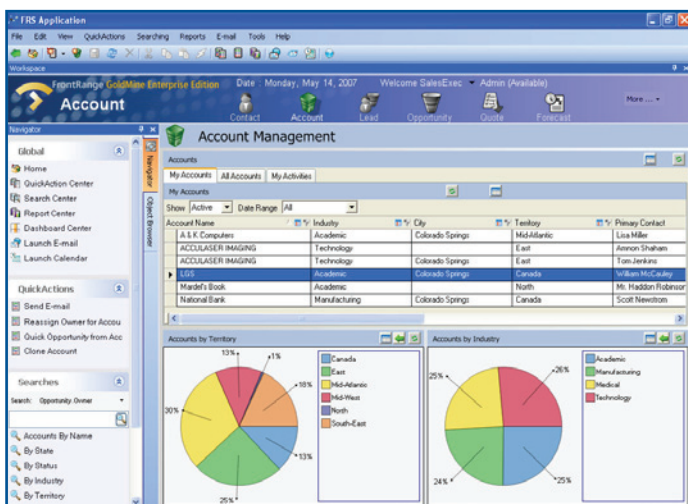 FRS Application
File Edit View QuickActions Searching Reports E-mail Tools Help
Workspace
FrontRange GoldMine Enterprise Edition Date : Monday, May 14, 2007 Welcome SalesExec Admin (Available)
Account
Contact Account Lead Opportunity Quote Forecast More ...
Navigator
Account Management
Global
Home
QuickAction Center
Search Center
Report Center
Dashboard Center
Launch E-mail
Launch Calendar
QuickActions
Send E-mail
Reassign Owner for Accou
Quick Opportunity from Acc
Clone Account
Searches
Search: Opportunity Owner
Accounts By Name
By State
By Status
By Industry
By Territory
Navigator
Object Browser
Accounts
My Accounts All Accounts My Activities
My Accounts
Show Active Date Range All
Account Name Industry City Territory Primary Contact
A & K Computers Academic Colorado Springs Mid-Atlantic Lisa Miller
ACCULASER IMAGING Technology East Amnon Shaham
ACCULASER IMAGING Technology Colorado Springs East Tom Jenkins
LGS Academic Colorado Springs Canada William McCauley
Mardel's Book Academic North Mr. Haddon Robinson
National Bank Manufacturing Colorado Springs Canada Scott Newstrom
Accounts by Territory
13%
1%
18%
30%
13%
25%
Canada
East
Mid-Atlantic
Mid-West
North
South-East
Accounts by Industry
25%
26%
24%
25%
Academic
Manufacturing
Medical
Technology